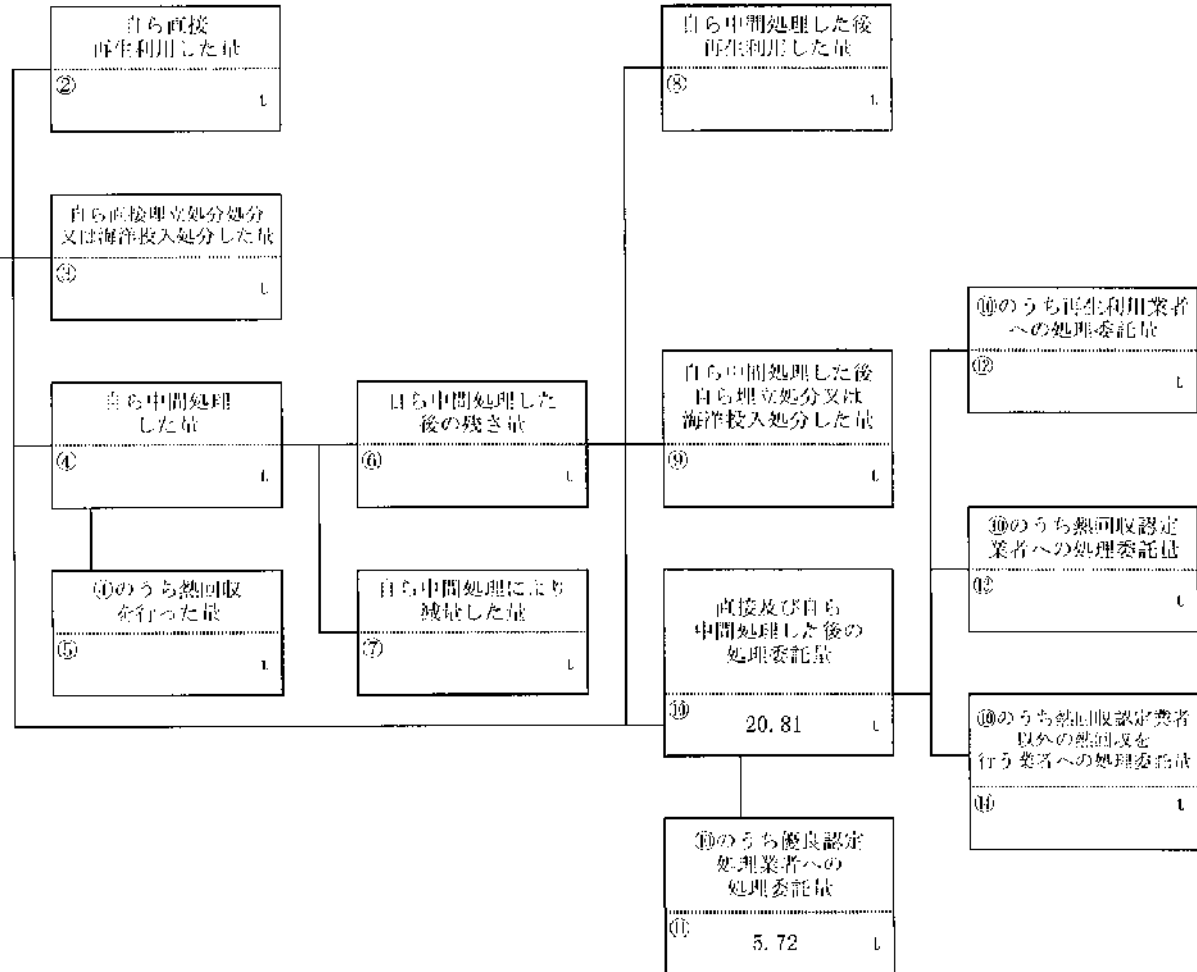 自ら直接
再生利用した量
②
t
自ら中間処理した後
再生利用した量
⑧
t
自ら直接埋立処分処分
又は海洋投入処分した量
③
t
⑩のうち再生利用業者
への処理委託量
⑫
t
自ら中間処理
した量
④
t
自ら中間処理した
後の残さ量
⑥
t
自ら中間処理した後
自ら埋立処分又は
海洋投入処分した量
⑨
t
⑩のうち熱回収認定
業者への処理委託量
t
④のうち熱回収
を行った量
⑤
t
自ら中間処理により
減量した量
⑦
t
直接及び自ら
中間処理した後の
処理委託量
⑩
20.81 t
⑩のうち熱回収認定業者
以外の熱回収を
行う業者への処理委託量
⑭
t
⑩のうち優良認定
処理業者への
処理委託量
⑪
5.72 t